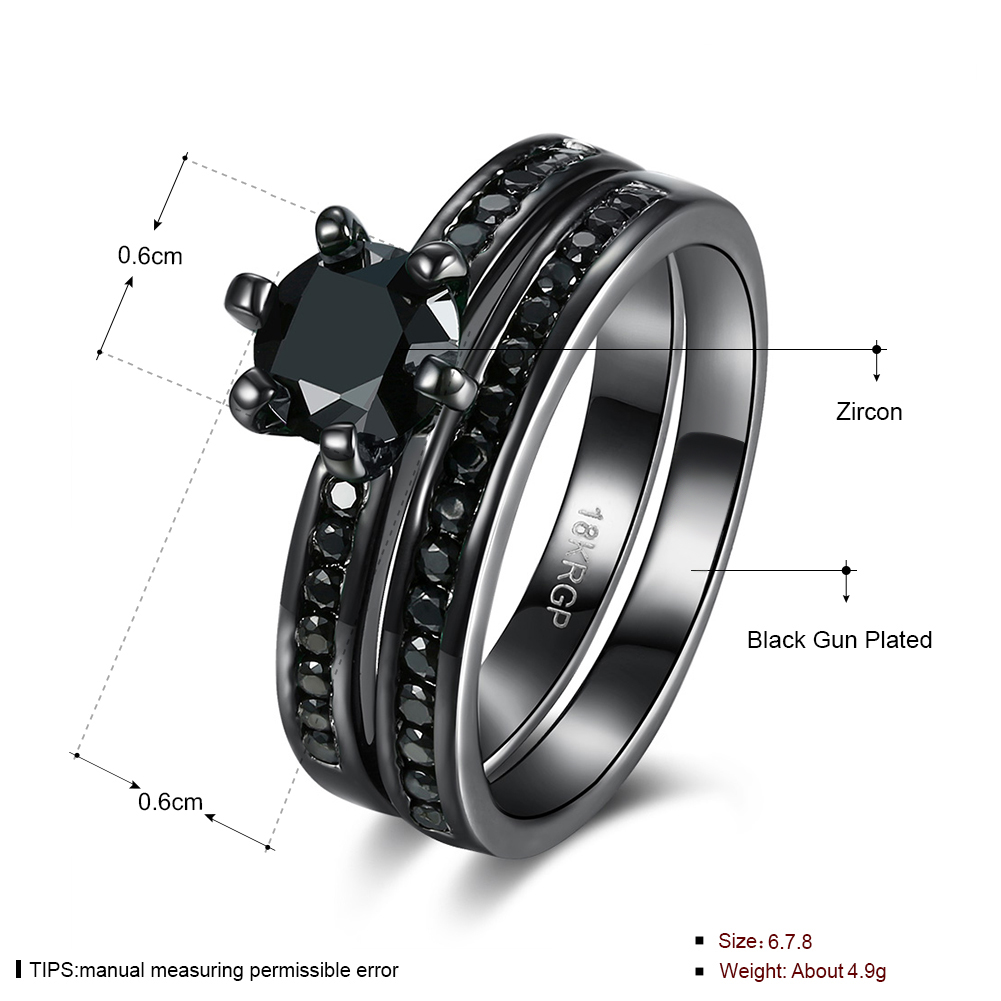 0.6cm
Zircon
18KRGP
Black Gun Plated
0.6cm
Size: 6.7.8
TIPS:manual measuring permissible error
Weight: About 4.9g